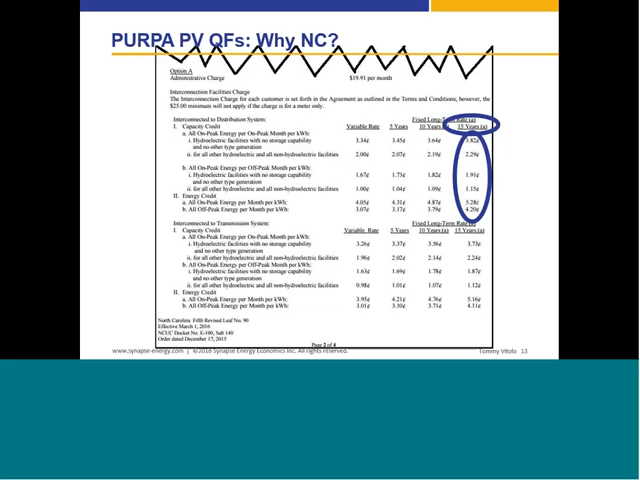 PURPA PV QFs: Why NC?
Option A
Administrative Charge $19.91 per month
Interconnection Facilities Charge
The Interconnection Charge for each customer is set forth in the Agreement as outlined in the Terms and Conditions; however, the
$25.00 minimum will not apply if the charge is for a meter only.
Interconnected to Distribution System: Fixed Long-Term Rate (a)
I. Capacity Credit Variable Rate 5 Years 10 Years (a) 15 Years (a)
a. All On-Peak Energy per On-Peak Month per kWh:
i. Hydroelectric facilities with no storage capability 3.34¢ 3.45¢ 3.64¢ 3.82¢
and no other type generation
ii. for all other hydroelectric and all non-hydroelectric facilities 2.00¢ 2.07¢ 2.19¢ 2.29¢
b. All On-Peak Energy per Off-Peak Month per kWh:
i. Hydroelectric facilities with no storage capability 1.67¢ 1.73¢ 1.82¢ 1.91¢
and no other type generation
ii. for all other hydroelectric and all non-hydroelectric facilities 1.00¢ 1.04¢ 1.09¢ 1.15¢
II. Energy Credit
a. All On-Peak Energy per Month per kWh: 4.05¢ 4.31¢ 4.87¢ 5.28¢
b. All Off-Peak Energy per Month per kWh: 3.07¢ 3.17¢ 3.79¢ 4.20¢
Interconnected to Transmission System: Fixed Long-Term Rate
I. Capacity Credit Variable Rate 5 Years 10 Years (a) 15 Years (a)
a. All On-Peak Energy per On-Peak Month per kWh:
i. Hydroelectric facilities with no storage capability 3.26¢ 3.37¢ 3.56¢ 3.73¢
and no other type generation
ii. for all other hydroelectric and all non-hydroelectric facilities 1.96¢ 2.02¢ 2.14¢ 2.24¢
b. All On-Peak Energy per Off-Peak Month per kWh:
i. Hydroelectric facilities with no storage capability 1.63¢ 1.69¢ 1.78¢ 1.87¢
and no other type generation
ii. for all other hydroelectric and all non-hydroelectric facilities 0.98¢ 1.01¢ 1.07¢ 1.12¢
II. Energy Credit
a. All On-Peak Energy per Month per kWh: 3.95¢ 4.21¢ 4.76¢ 5.16¢
b. All Off-Peak Energy per Month per kWh: 3.01¢ 3.10¢ 3.71¢ 4.11¢
North Carolina Fifth Revised Leaf No. 90
Effective March 1, 2016
NCUC Docket No. E-100, Sub 140
Order dated December 17, 2015
Page 2 of 4
www.synapse-energy.com | ©2016 Synapse Energy Economics Inc. All rights reserved. Tommy Vitolo 13